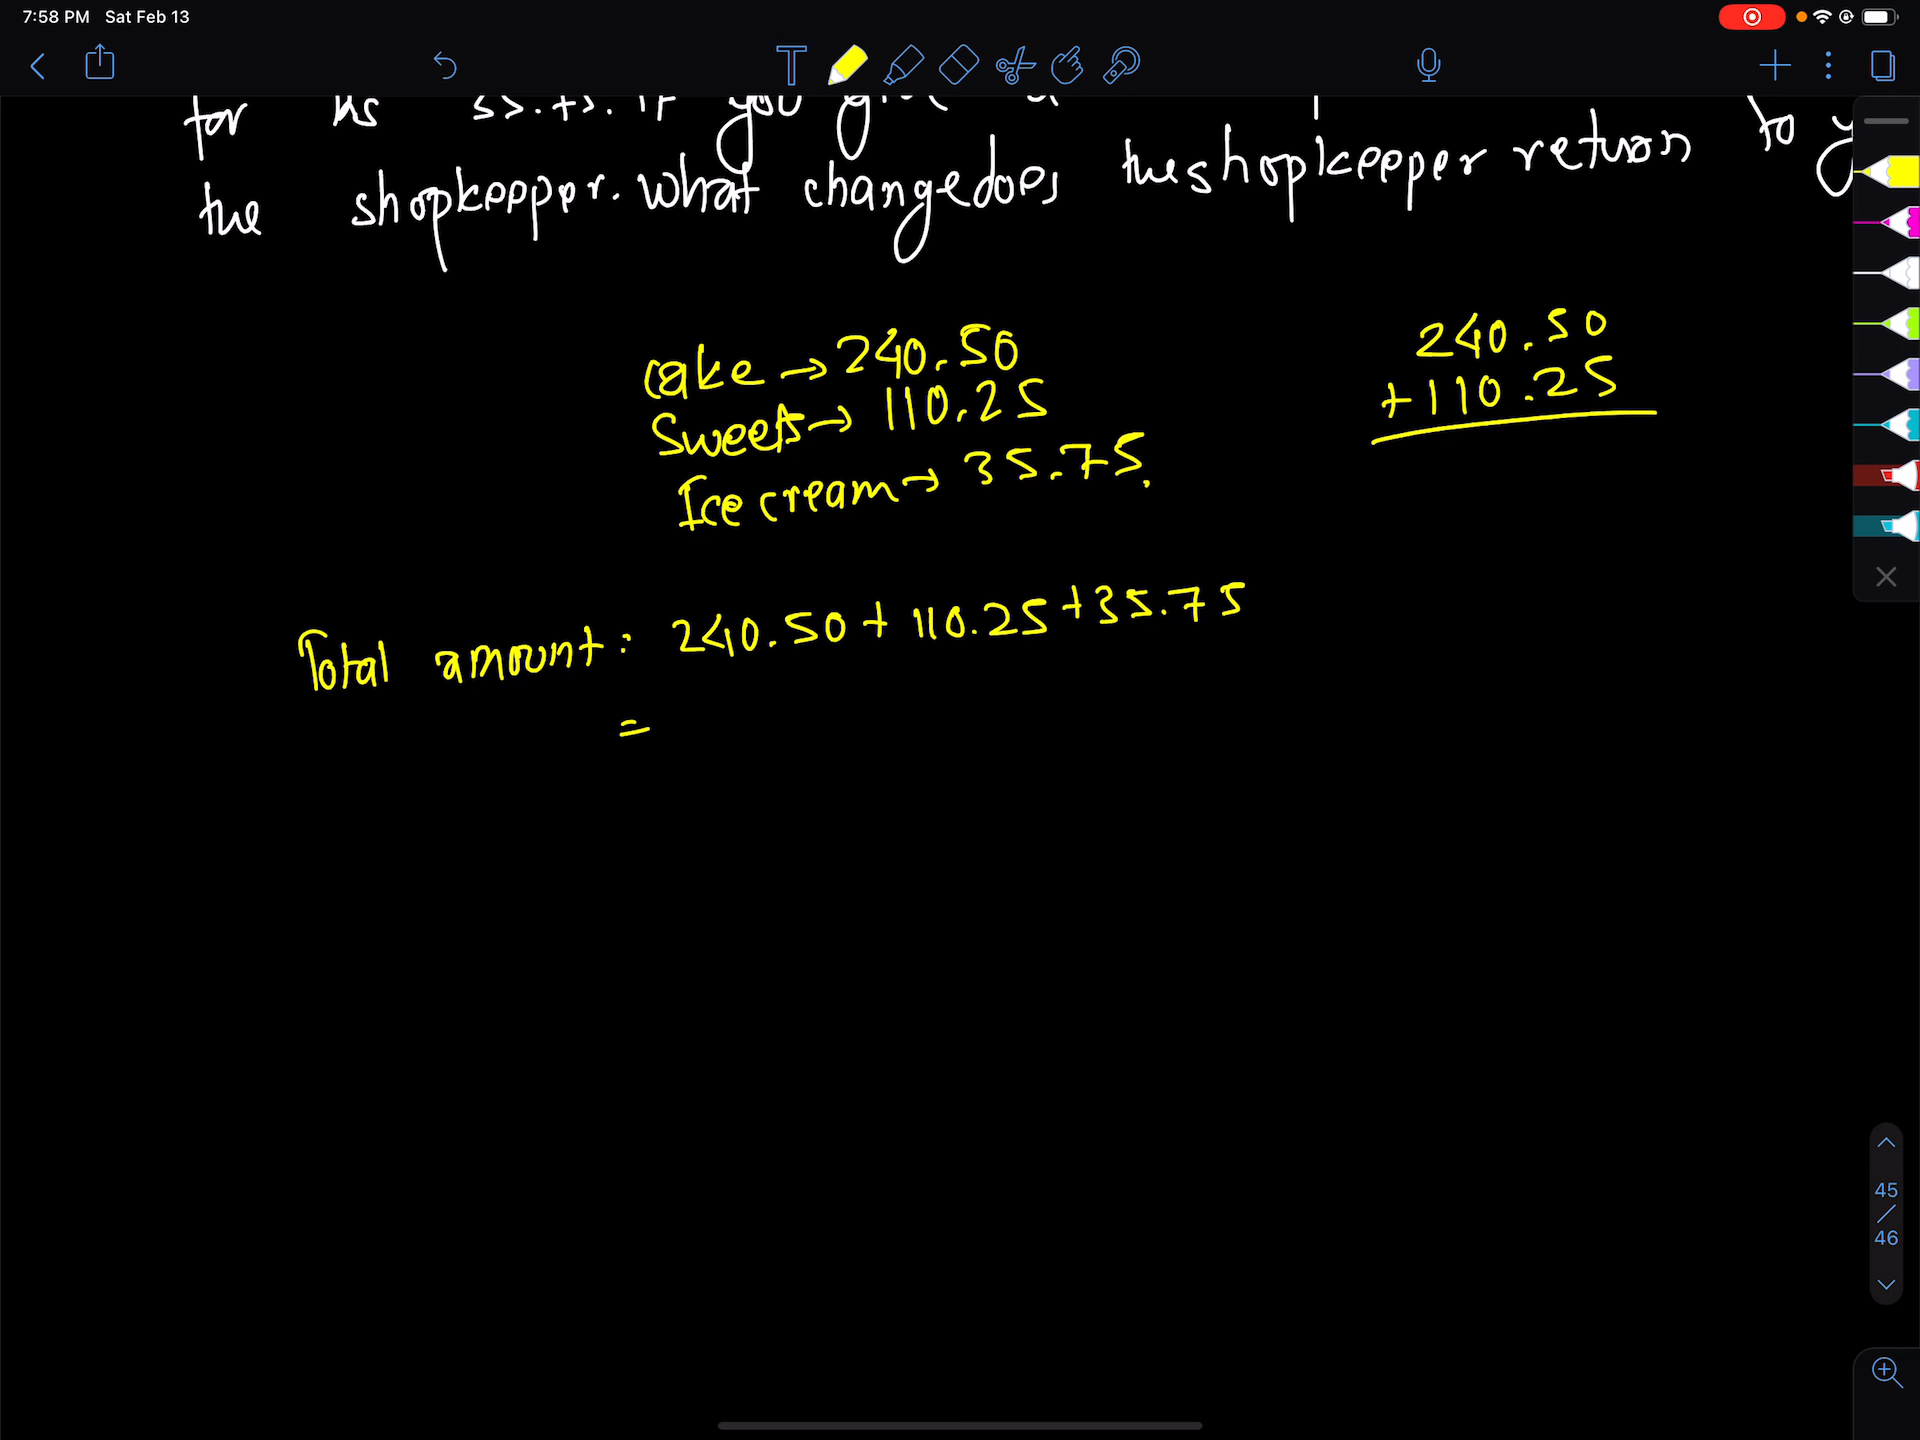 7:58 PM Sat Feb 13
for
the shopkeeper. What change does the shopkeeper return to
cake → 240.50
Sweets → 110.25
Ice cream → 35.75.
240.50
+110.25
Total amount: 240.50 + 110.25 + 35.75
=
45
/
46